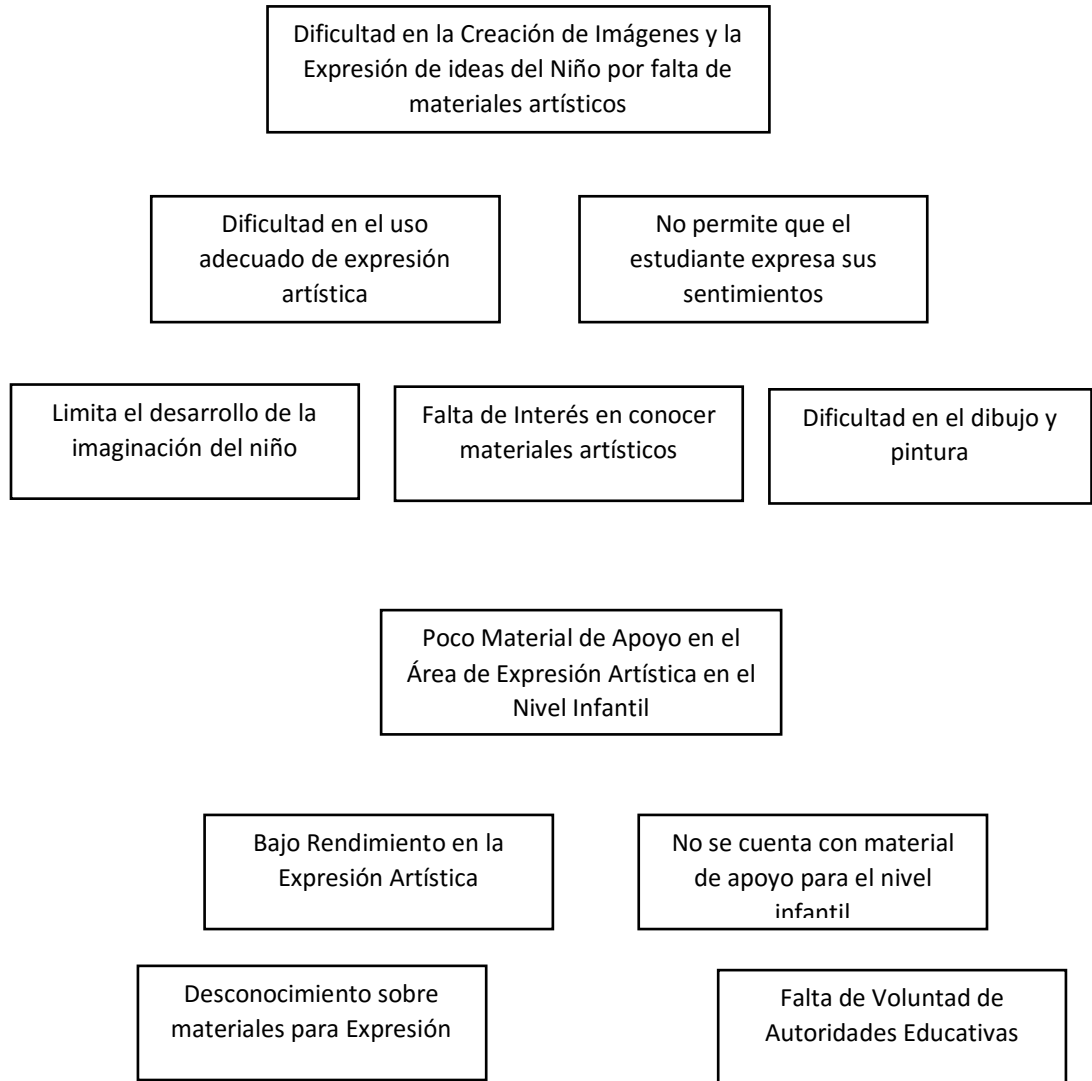 Dificultad en la Creación de Imágenes y la
Expresión de ideas del Niño por falta de
materiales artísticos
Dificultad en el uso
adecuado de expresión
artística
No permite que el
estudiante expresa sus
sentimientos
Limita el desarrollo de la
imaginación del niño
Falta de Interés en conocer
materiales artísticos
Dificultad en el dibujo y
pintura
Poco Material de Apoyo en el
Área de Expresión Artística en el
Nivel Infantil
Bajo Rendimiento en la
Expresión Artística
No se cuenta con material
de apoyo para el nivel
infantil
Desconocimiento sobre
materiales para Expresión
Falta de Voluntad de
Autoridades Educativas